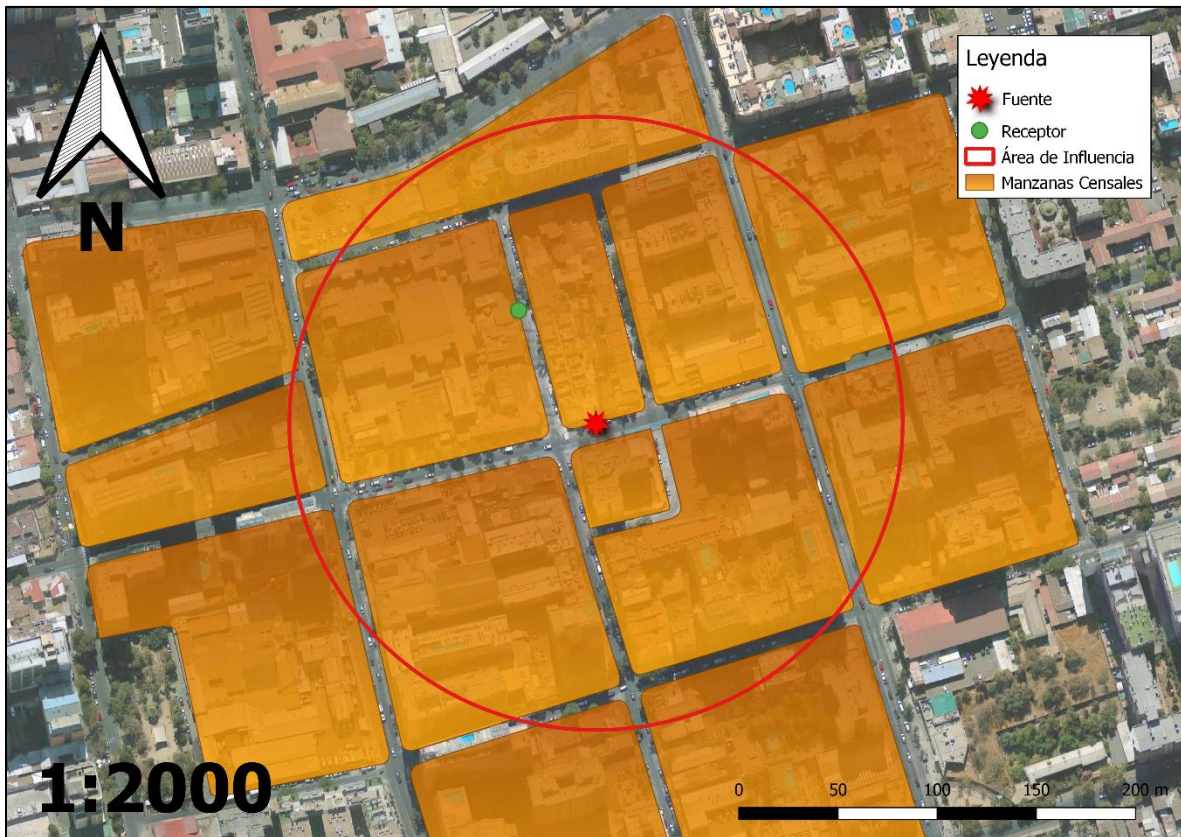 Leyenda
Fuente
Receptor
Área de Influencia
Manzanas Censales
N
1:2000
0 50 100 150 200 m